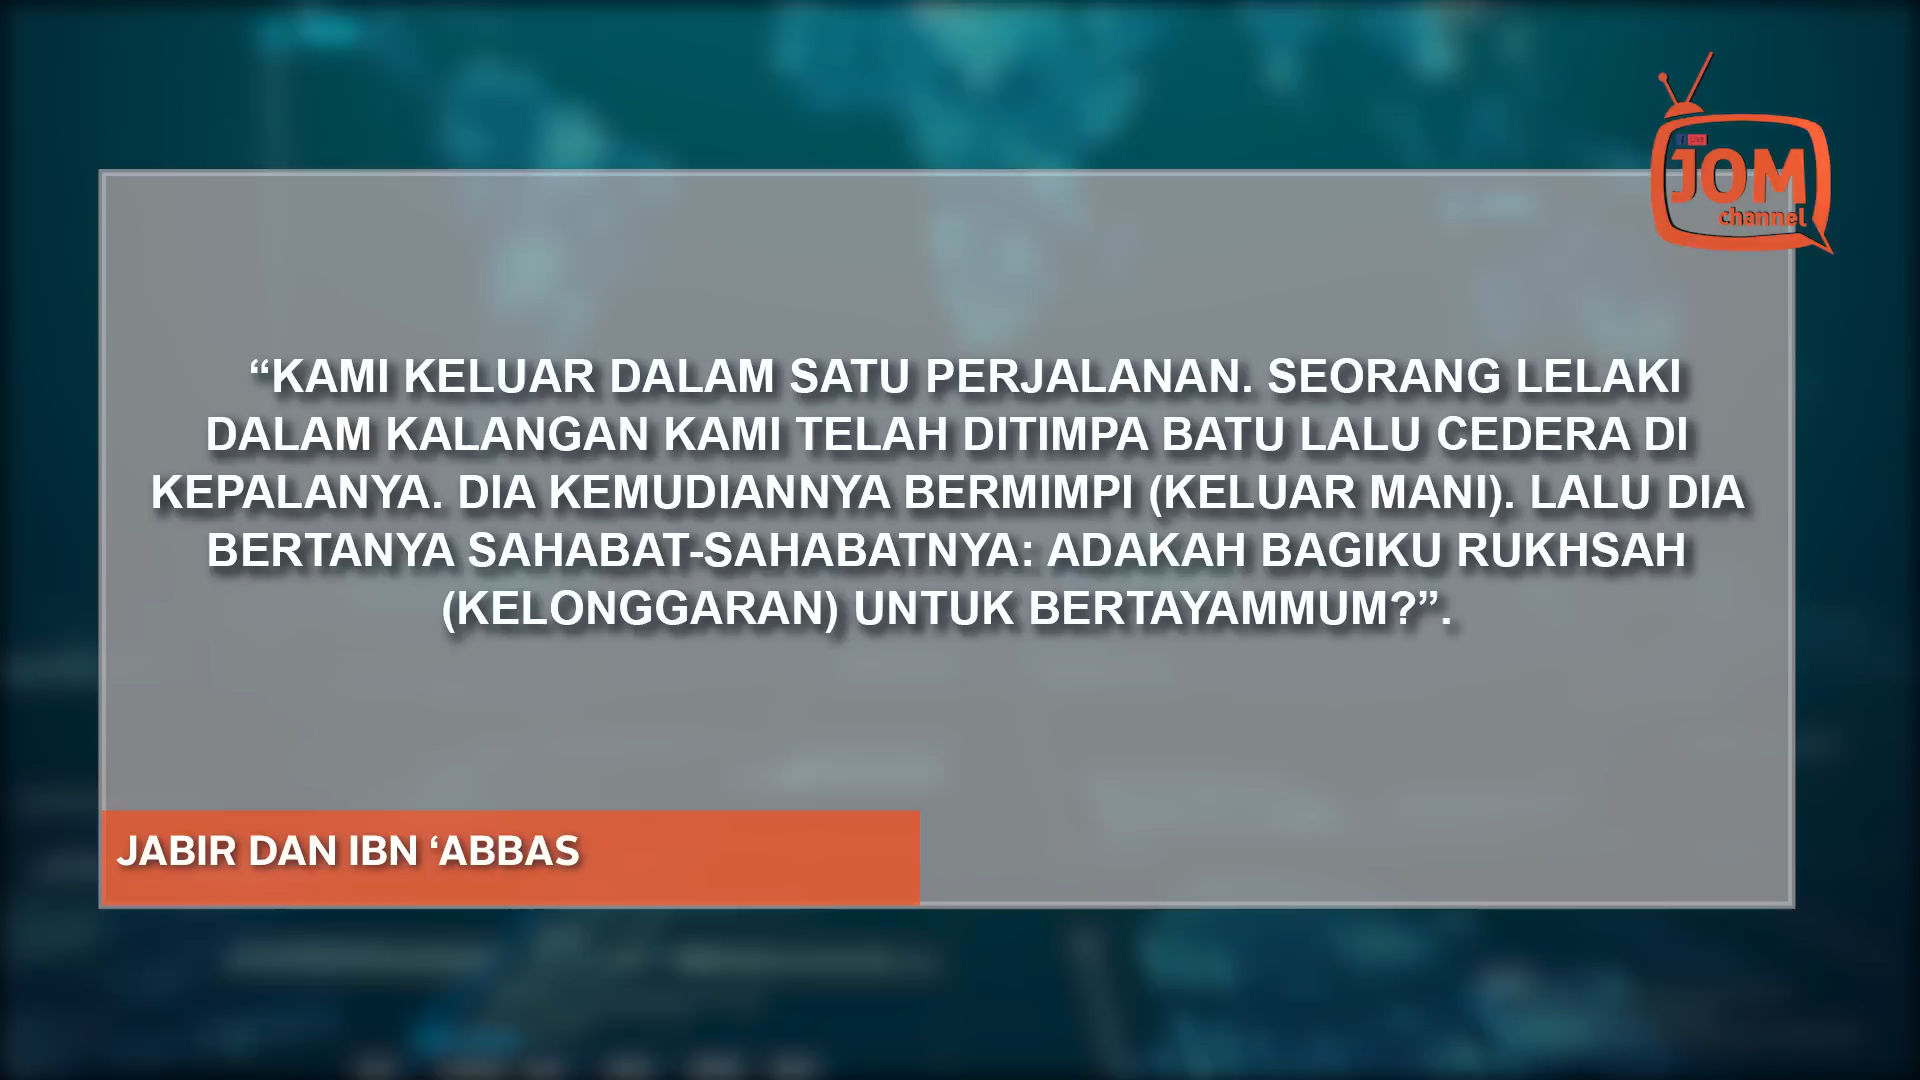 JOM
channel
“KAMI KELUAR DALAM SATU PERJALANAN. SEORANG LELAKI
DALAM KALANGAN KAMI TELAH DITIMPA BATU LALU CEDERA DI
KEPALANYA. DIA KEMUDIANNYA BERMIMPI (KELUAR MANI). LALU DIA
BERTANYA SAHABAT-SAHABATNYA: ADAKAH BAGIKU RUKHSAH
(KELONGGARAN) UNTUK BERTAYAMMUM?”.
JABIR DAN IBN ‘ABBAS